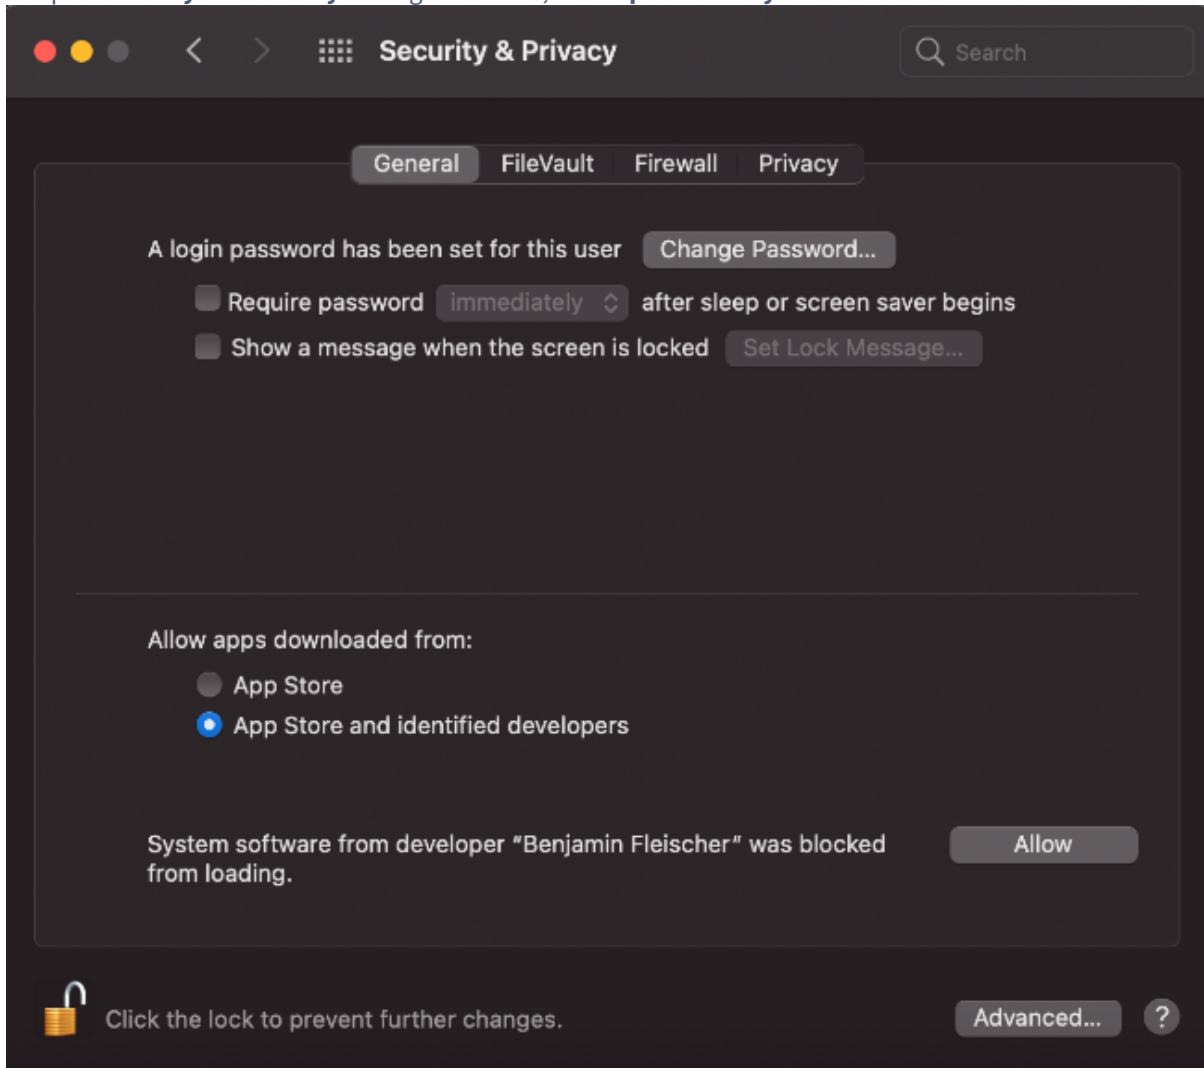 Security & Privacy
Search
General FileVault Firewall Privacy
A login password has been set for this user Change Password...
Require password immediately after sleep or screen saver begins
Show a message when the screen is locked Set Lock Message...
Allow apps downloaded from:
App Store
App Store and identified developers
System software from developer "Benjamin Fleischer" was blocked
from loading.
Allow
Click the lock to prevent further changes.
Advanced... ?